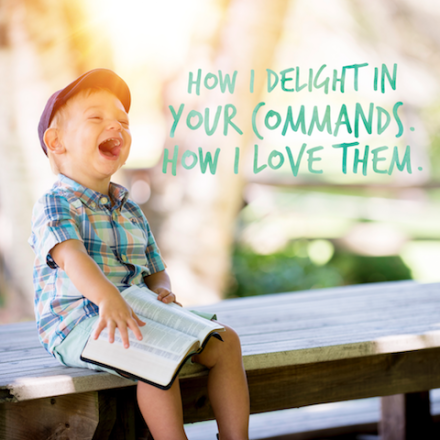 HOW I DELIGHT IN
YOUR COMMANDS.
HOW I LOVE THEM.